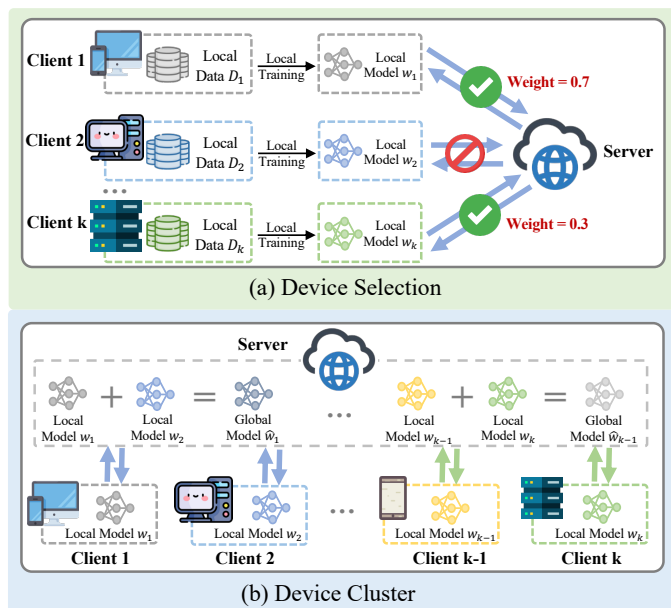 Client 1
Local
Data D₁
Local
Training
Local
Model w₁
Weight = 0.7
Client 2
Local
Data D₂
Local
Training
Local
Model w₂
Server
...
Client k
Local
Data Dₖ
Local
Training
Local
Model wₖ
Weight = 0.3
(a) Device Selection
Server
+
=
...
+
=
Local
Model w₁
Local
Model w₂
Global
Model ŵ₁
Local
Model wₖ₋₁
Local
Model wₖ
Global
Model ŵₖ₋₁
...
Local Model w₁
Local Model w₂
Local Model wₖ₋₁
Local Model wₖ
Client 1
Client 2
Client k-1
Client k
(b) Device Cluster